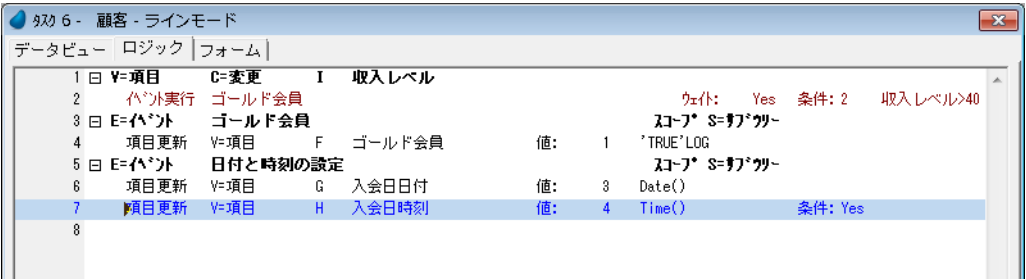 タスク 6 - 顧客 - ラインモード
データビュー ロジック フォーム
1 V=項目 C=変更 I 収入レベル
2 イベント実行 ゴールド会員 ウェイト: Yes 条件: 2 収入レベル>40
3 E=イベント ゴールド会員 スコープ S=サブツリー
4 項目更新 V=項目 F ゴールド会員 値: 1 'TRUE'LOG
5 E=イベント 日付と時刻の設定 スコープ S=サブツリー
6 項目更新 V=項目 G 入会日日付 値: 3 Date()
7 項目更新 V=項目 H 入会日時刻 値: 4 Time() 条件: Yes
8